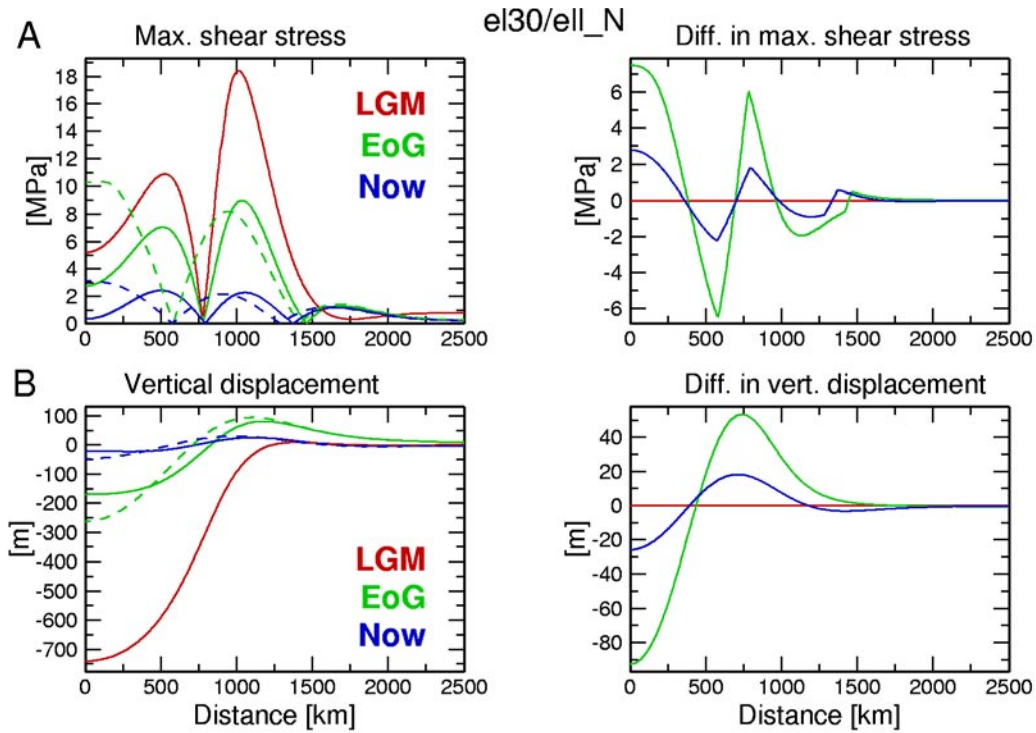 el30/ell_N
A
Max. shear stress
[MPa]
18
16
14
12
10
8
6
4
2
0
LGM
EoG
Now
0 500 1000 1500 2000 2500
Diff. in max. shear stress
[MPa]
6
4
2
0
-2
-4
-6
0 500 1000 1500 2000 2500
B
Vertical displacement
[m]
100
0
-100
-200
-300
-400
-500
-600
-700
LGM
EoG
Now
0 500 1000 1500 2000 2500
Distance [km]
Diff. in vert. displacement
[m]
40
20
0
-20
-40
-60
-80
0 500 1000 1500 2000 2500
Distance [km]